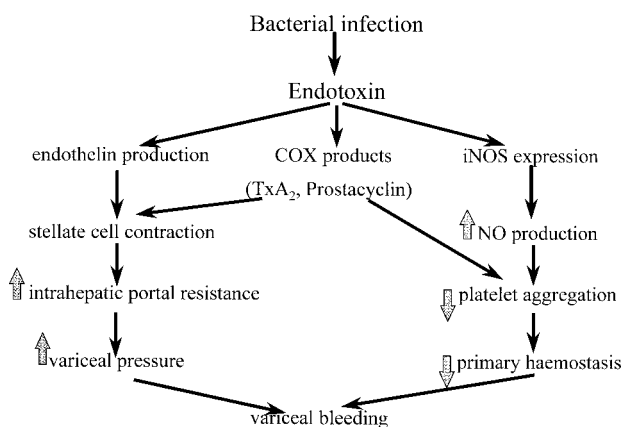 Bacterial infection
Endotoxin
endothelin production
COX products
iNOS expression
(TxA₂, Prostacyclin)
stellate cell contraction
NO production
intrahepatic portal resistance
platelet aggregation
variceal pressure
primary haemostasis
variceal bleeding